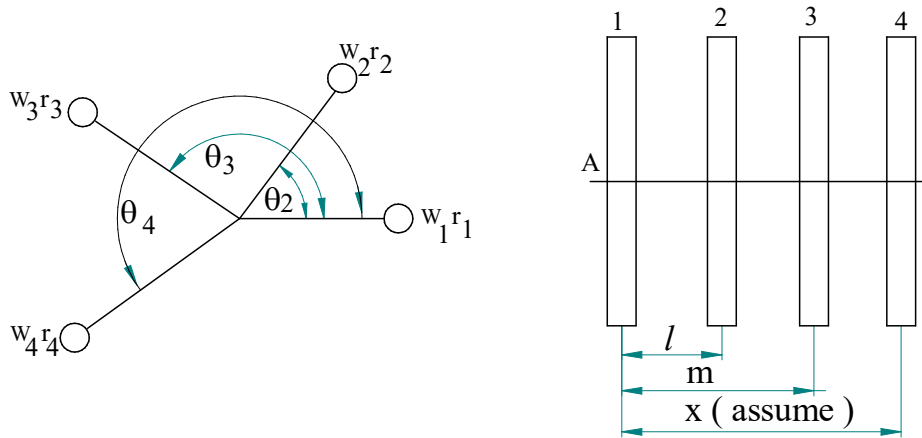 w₂r₂
w₃r₃
θ₃
θ₂
w₁r₁
θ₄
w₄r₄
1 2 3 4
A
l
m
x ( assume )